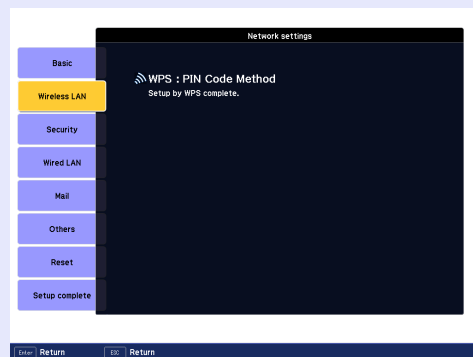 Network settings
Basic
Wireless LAN
Security
Wired LAN
Mail
Others
Reset
Setup complete
WPS : PIN Code Method
Setup by WPS complete.
Enter Return ESC Return